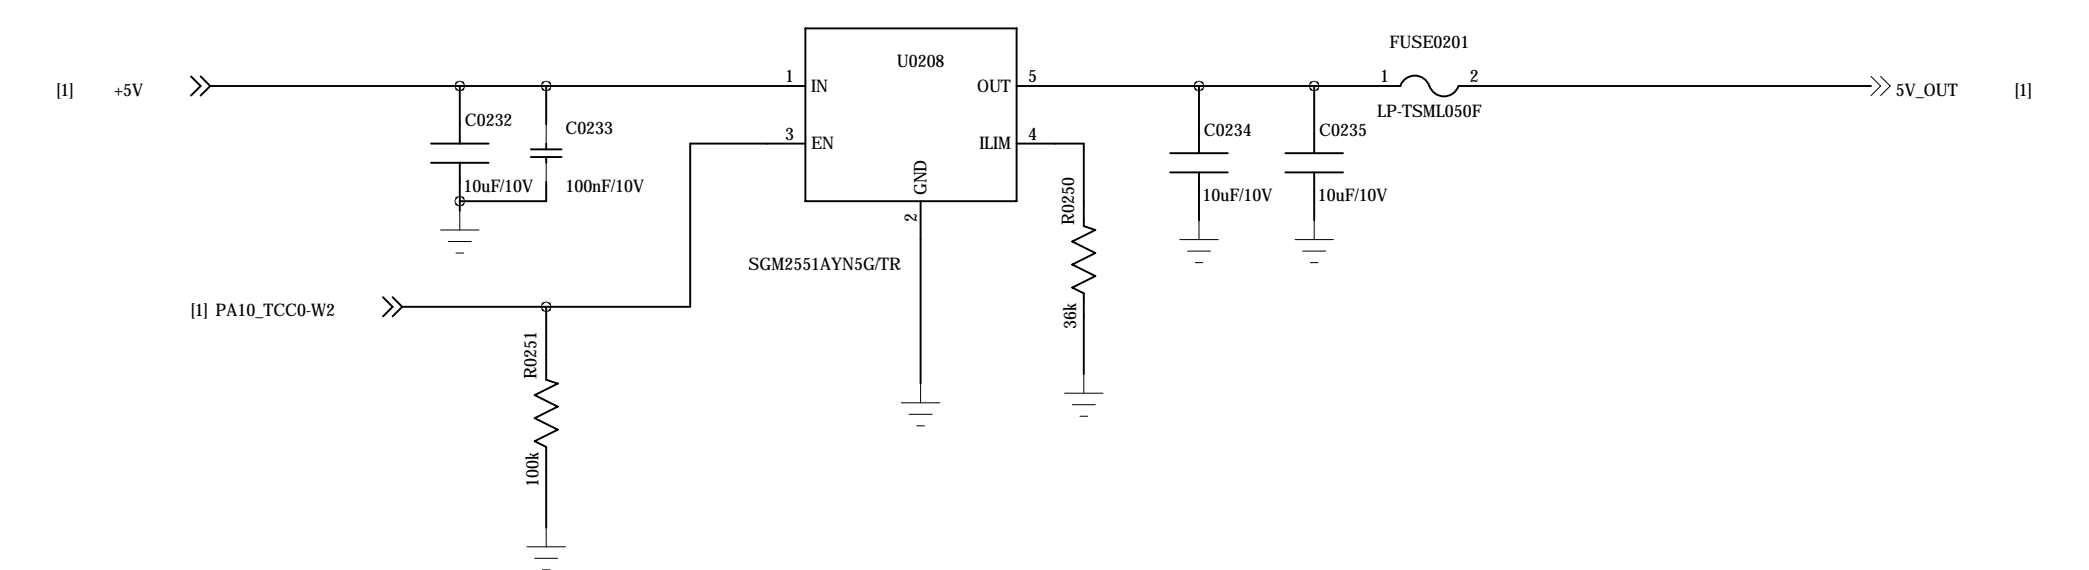 FUSE0201
U0208
[1] +5V
1 IN
OUT 5
1 2
5V_OUT [1]
LP-TSML050F
C0232
C0233
3 EN
ILIM 4
C0234
C0235
10uF/10V
100nF/10V
GND
2
R0250
10uF/10V
10uF/10V
SGM2551AYN5G/TR
[1] PA10_TCC0-W2
36k
R0251
100k